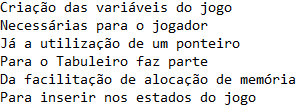 Criação das variáveis do jogo
Necessárias para o jogador
Já a utilização de um ponteiro
Para o Tabuleiro faz parte
Da facilitação de alocação de memória
Para inserir nos estados do jogo